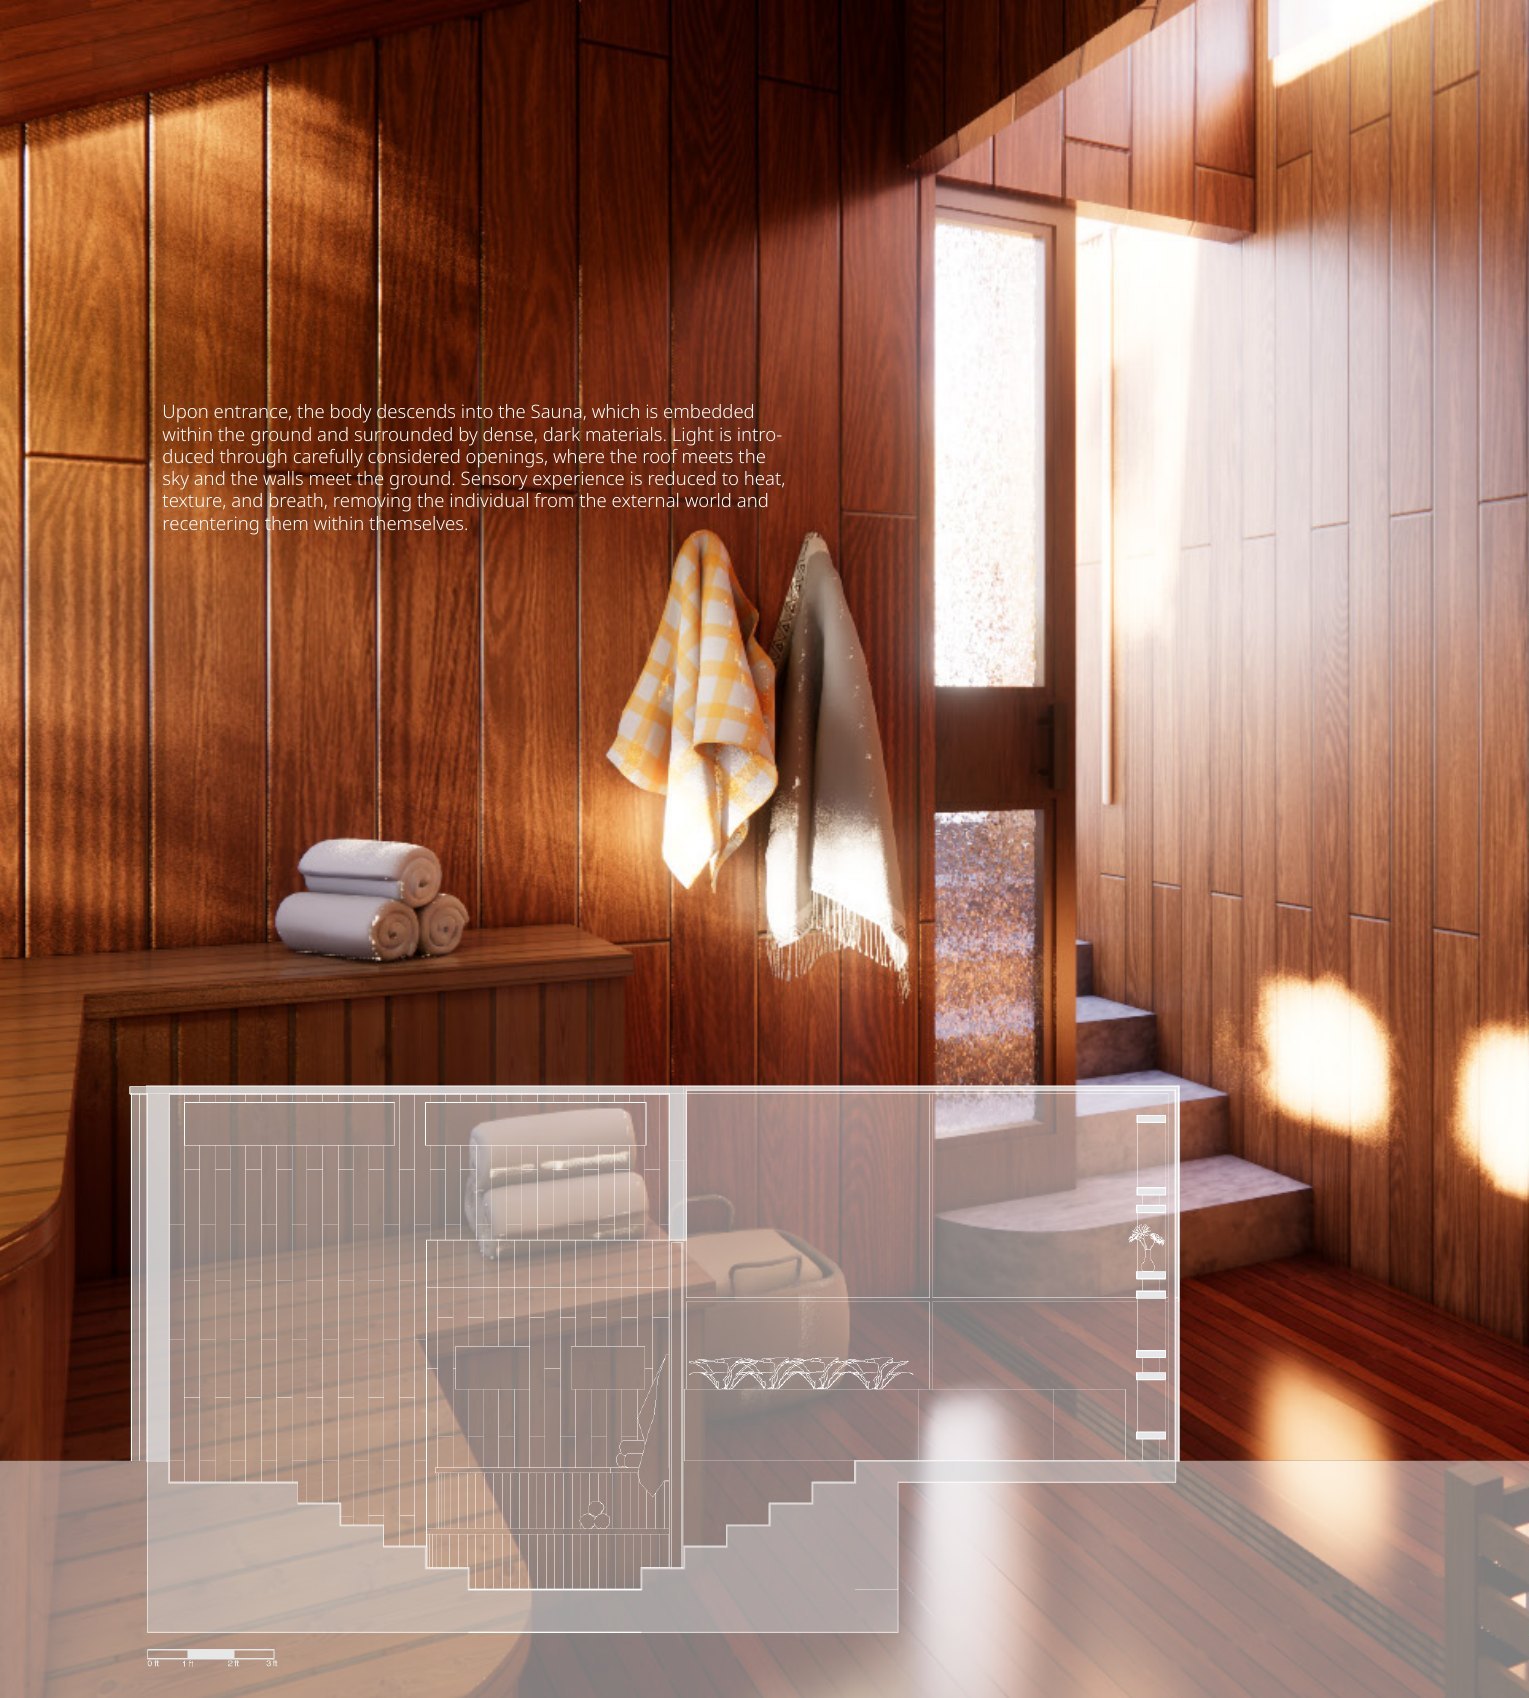 Upon entrance, the body descends into the Sauna, which is embedded
within the ground and surrounded by dense, dark materials. Light is intro-
duced through carefully considered openings, where the roof meets the
sky and the walls meet the ground. Sensory experience is reduced to heat,
texture, and breath, removing the individual from the external world and
recentering them within themselves.
0 ft 1 ft 2 ft 3 ft